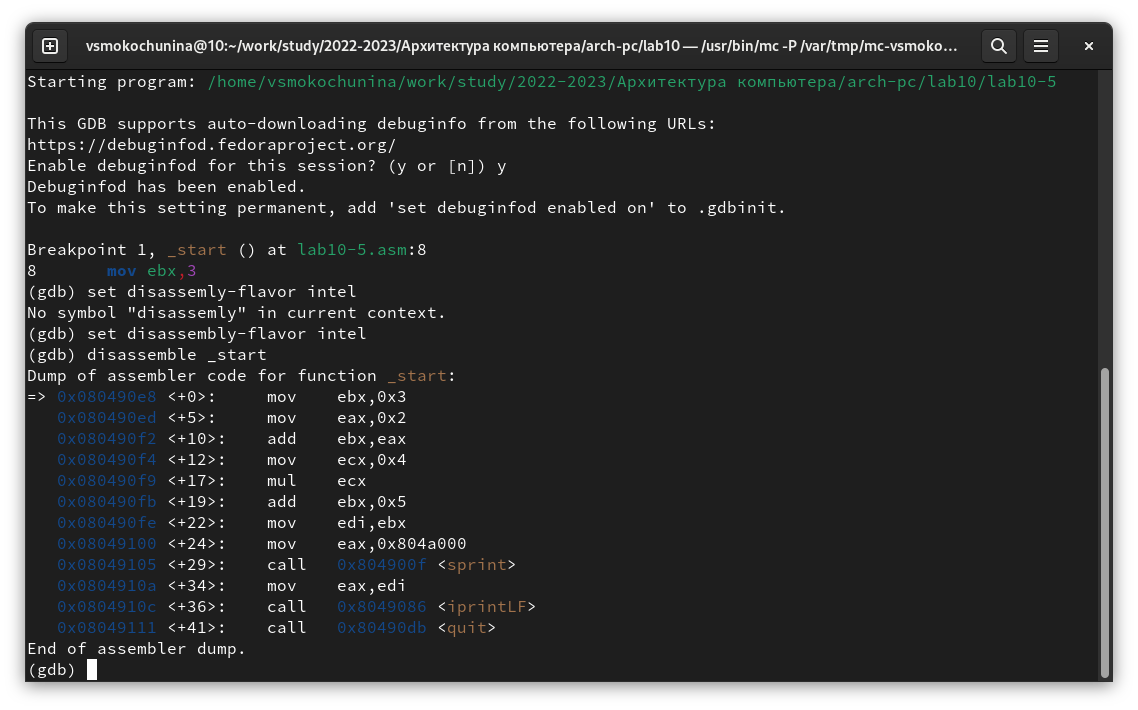 vsmokochunina@10:~/work/study/2022-2023/Архитектура компьютера/arch-pc/lab10 — /usr/bin/mc -P /var/tmp/mc-vsmoko…
Starting program: /home/vsmokochunina/work/study/2022-2023/Архитектура компьютера/arch-pc/lab10/lab10-5
This GDB supports auto-downloading debuginfo from the following URLs:
https://debuginfod.fedoraproject.org/
Enable debuginfod for this session? (y or [n]) y
Debuginfod has been enabled.
To make this setting permanent, add 'set debuginfod enabled on' to .gdbinit.
Breakpoint 1, _start () at lab10-5.asm:8
8       mov ebx,3
(gdb) set disassemly-flavor intel
No symbol "disassemly" in current context.
(gdb) set disassembly-flavor intel
(gdb) disassemble _start
Dump of assembler code for function _start:
=> 0x080490e8 <+0>:     mov    ebx,0x3
   0x080490ed <+5>:     mov    eax,0x2
   0x080490f2 <+10>:    add    ebx,eax
   0x080490f4 <+12>:    mov    ecx,0x4
   0x080490f9 <+17>:    mul    ecx
   0x080490fb <+19>:    add    ebx,0x5
   0x080490fe <+22>:    mov    edi,ebx
   0x08049100 <+24>:    mov    eax,0x804a000
   0x08049105 <+29>:    call   0x804900f <sprint>
   0x0804910a <+34>:    mov    eax,edi
   0x0804910c <+36>:    call   0x8049086 <iprintLF>
   0x08049111 <+41>:    call   0x80490db <quit>
End of assembler dump.
(gdb)